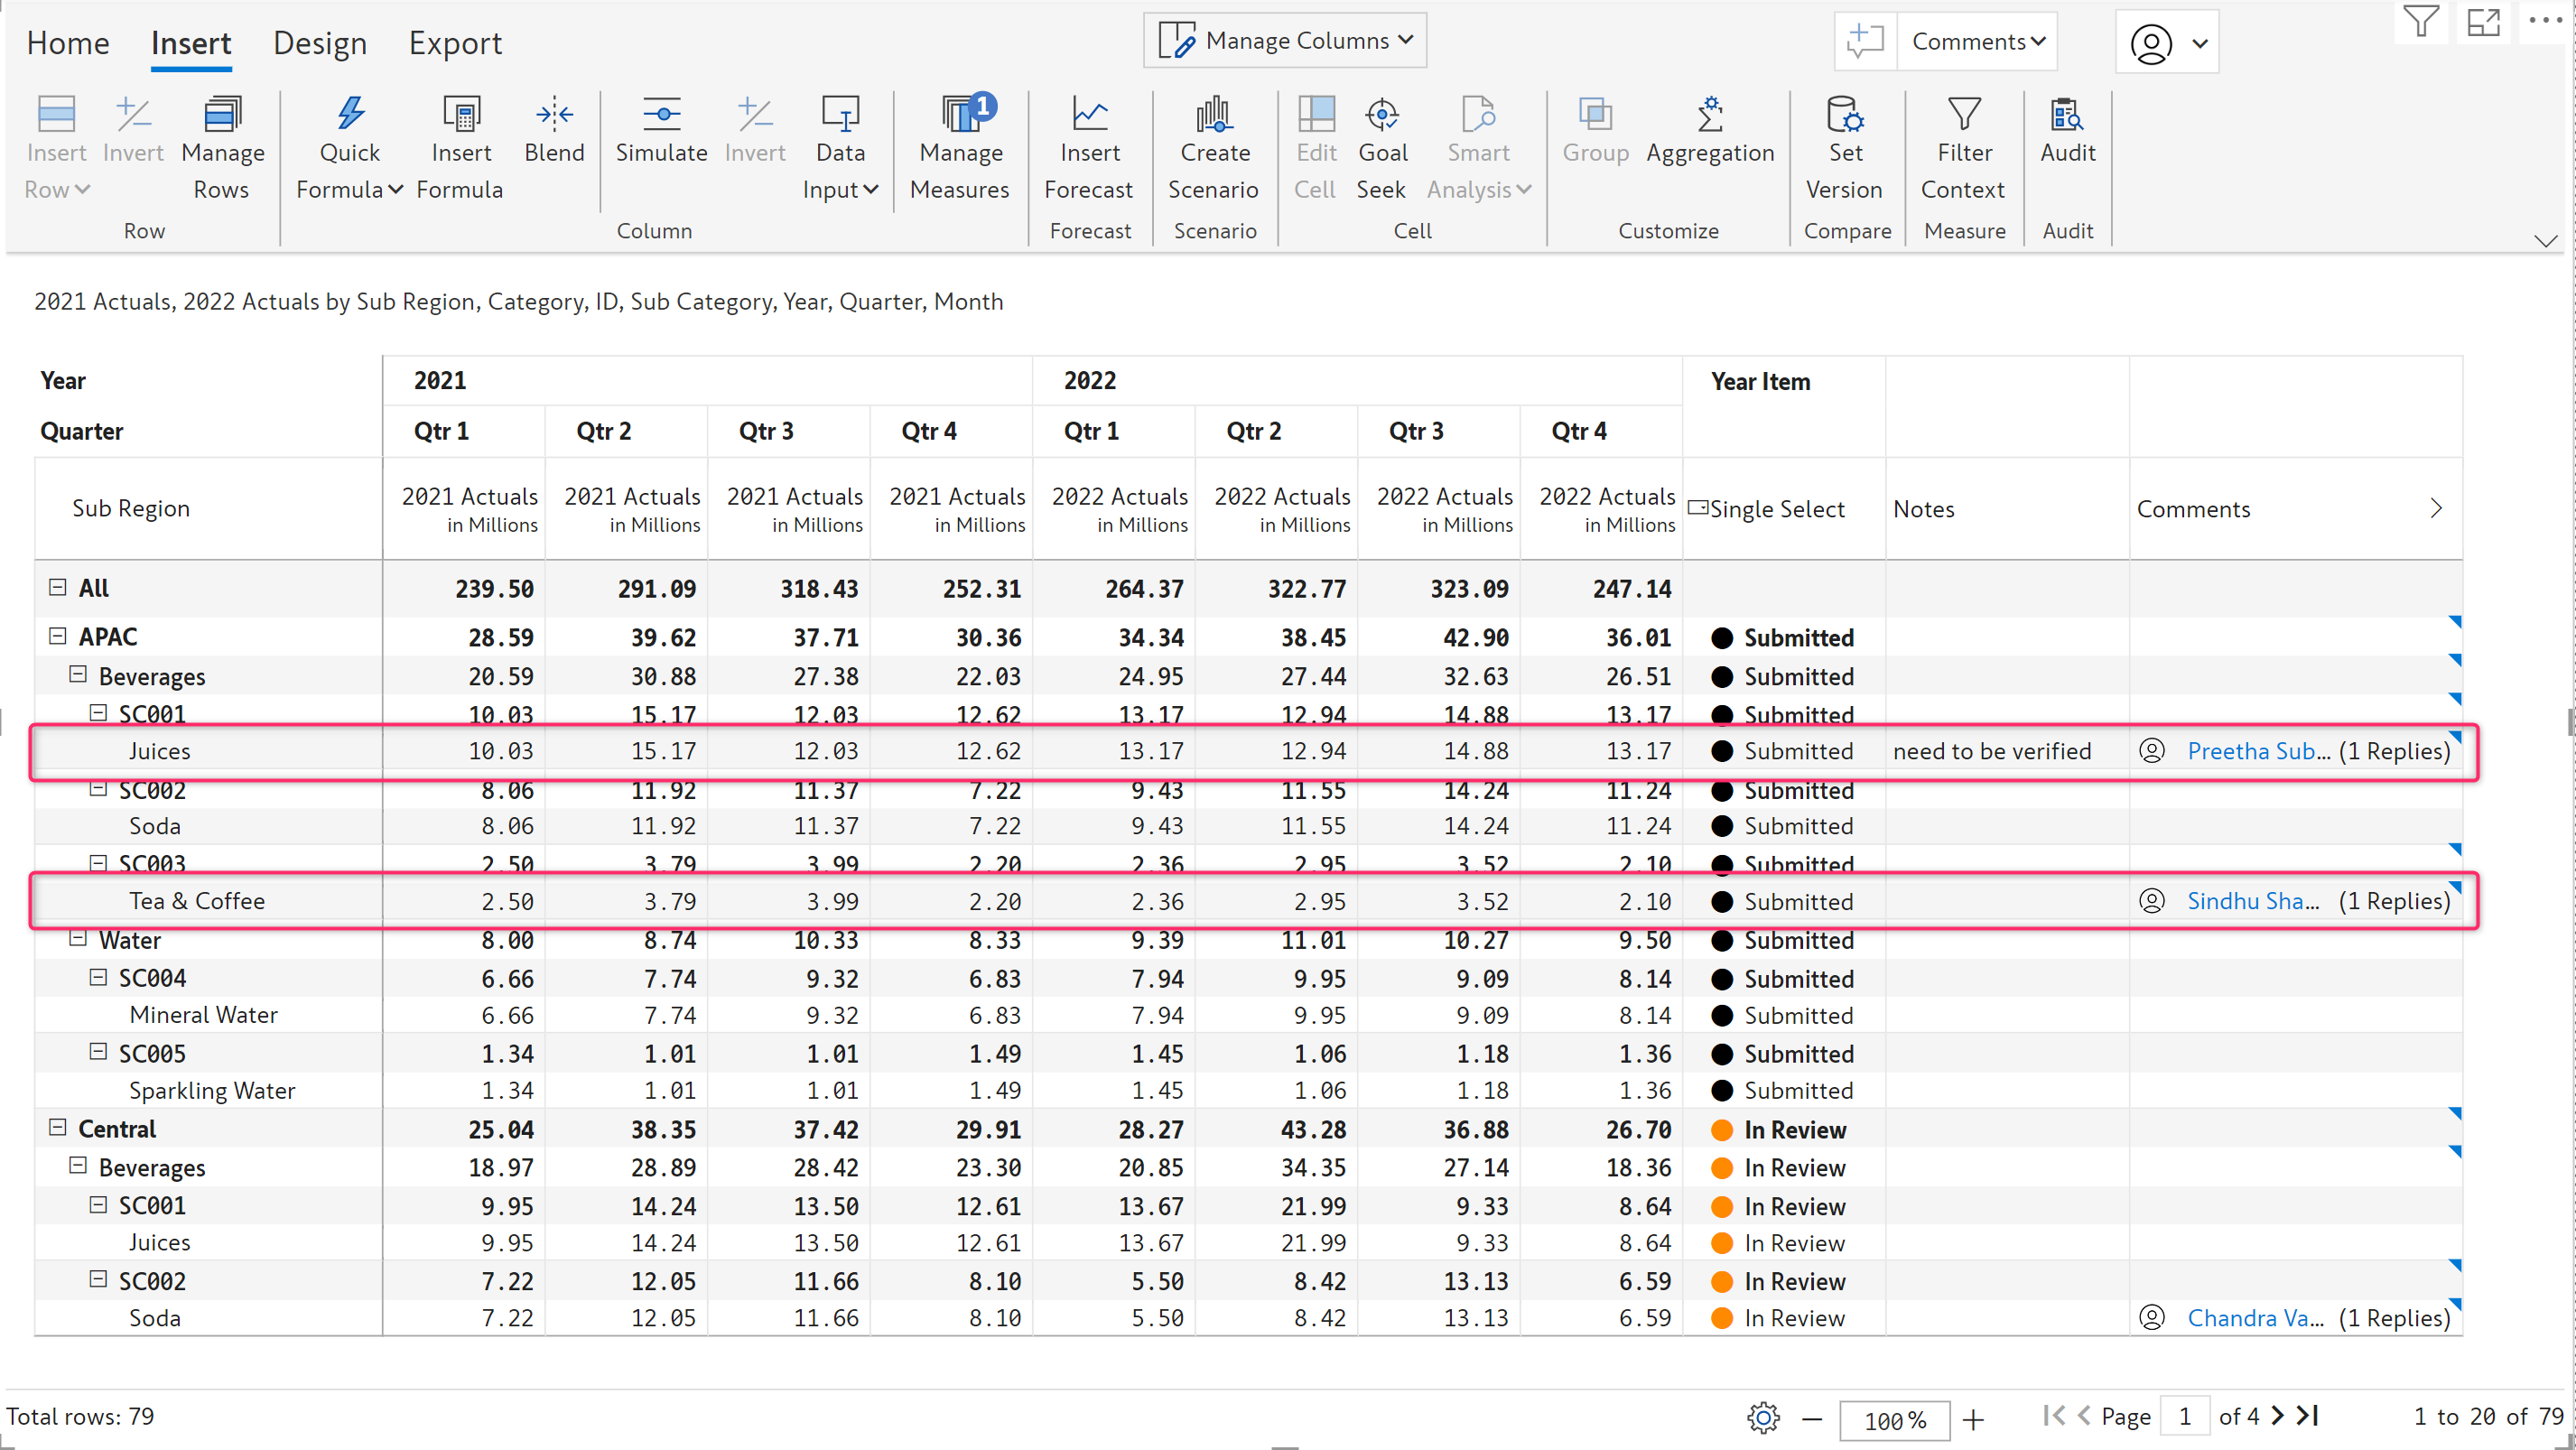 Home Insert Design Export Manage Columns Comments
Insert Row Invert Manage Rows Quick Formula Insert Formula Blend Simulate Invert Data Input Manage Measures 1 Insert Forecast Create Scenario Edit Cell Goal Seek Smart Analysis Group Aggregation Set Version Filter Context Audit
Row Column Forecast Scenario Cell Customize Compare Measure Audit
2021 Actuals, 2022 Actuals by Sub Region, Category, ID, Sub Category, Year, Quarter, Month
Year 2021 2022 Year Item
Quarter Qtr 1 Qtr 2 Qtr 3 Qtr 4 Qtr 1 Qtr 2 Qtr 3 Qtr 4
Sub Region 2021 Actuals in Millions 2021 Actuals in Millions 2021 Actuals in Millions 2021 Actuals in Millions 2022 Actuals in Millions 2022 Actuals in Millions 2022 Actuals in Millions 2022 Actuals in Millions Single Select Notes Comments
All 239.50 291.09 318.43 252.31 264.37 322.77 323.09 247.14
APAC 28.59 39.62 37.71 30.36 34.34 38.45 42.90 36.01 Submitted
Beverages 20.59 30.88 27.38 22.03 24.95 27.44 32.63 26.51 Submitted
SC001 10.03 15.17 12.03 12.62 13.17 12.94 14.88 13.17 Submitted
Juices 10.03 15.17 12.03 12.62 13.17 12.94 14.88 13.17 Submitted need to be verified Preetha Sub... (1 Replies)
SC002 8.06 11.92 11.37 7.22 9.43 11.55 14.24 11.24 Submitted
Soda 8.06 11.92 11.37 7.22 9.43 11.55 14.24 11.24 Submitted
SC003 2.50 3.79 3.99 2.20 2.36 2.95 3.52 2.10 Submitted
Tea & Coffee 2.50 3.79 3.99 2.20 2.36 2.95 3.52 2.10 Submitted Sindhu Sha... (1 Replies)
Water 8.00 8.74 10.33 8.33 9.39 11.01 10.27 9.50 Submitted
SC004 6.66 7.74 9.32 6.83 7.94 9.95 9.09 8.14 Submitted
Mineral Water 6.66 7.74 9.32 6.83 7.94 9.95 9.09 8.14 Submitted
SC005 1.34 1.01 1.01 1.49 1.45 1.06 1.18 1.36 Submitted
Sparkling Water 1.34 1.01 1.01 1.49 1.45 1.06 1.18 1.36 Submitted
Central 25.04 38.35 37.42 29.91 28.27 43.28 36.88 26.70 In Review
Beverages 18.97 28.89 28.42 23.30 20.85 34.35 27.14 18.36 In Review
SC001 9.95 14.24 13.50 12.61 13.67 21.99 9.33 8.64 In Review
Juices 9.95 14.24 13.50 12.61 13.67 21.99 9.33 8.64 In Review
SC002 7.22 12.05 11.66 8.10 5.50 8.42 13.13 6.59 In Review
Soda 7.22 12.05 11.66 8.10 5.50 8.42 13.13 6.59 In Review Chandra Va... (1 Replies)
Total rows: 79 100 % Page 1 of 4 1 to 20 of 79